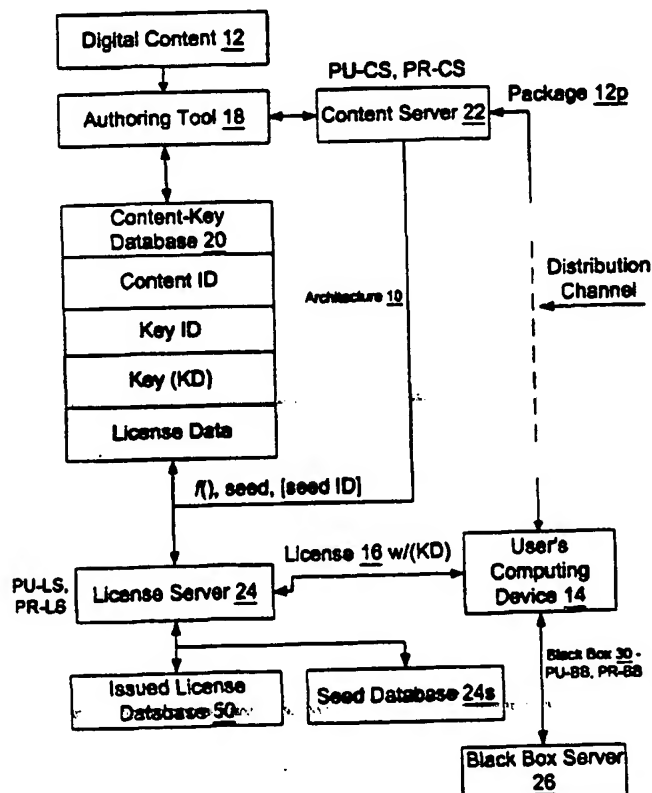 Digital Content 12
PU-CS, PR-CS
Package 12p
Authoring Tool 18
Content Server 22
Content-Key
Database 20
Content ID
Key ID
Key (KD)
License Data
Architecture 10
Distribution
Channel
f(), seed, [seed ID]
License 16 w/(KD)
User's
Computing
Device 14
PU-LS,
PR-LS
License Server 24
Black Box 30 -
PU-BB, PR-BB
Issued License
Database 50
Seed Database 24s
Black Box Server
26